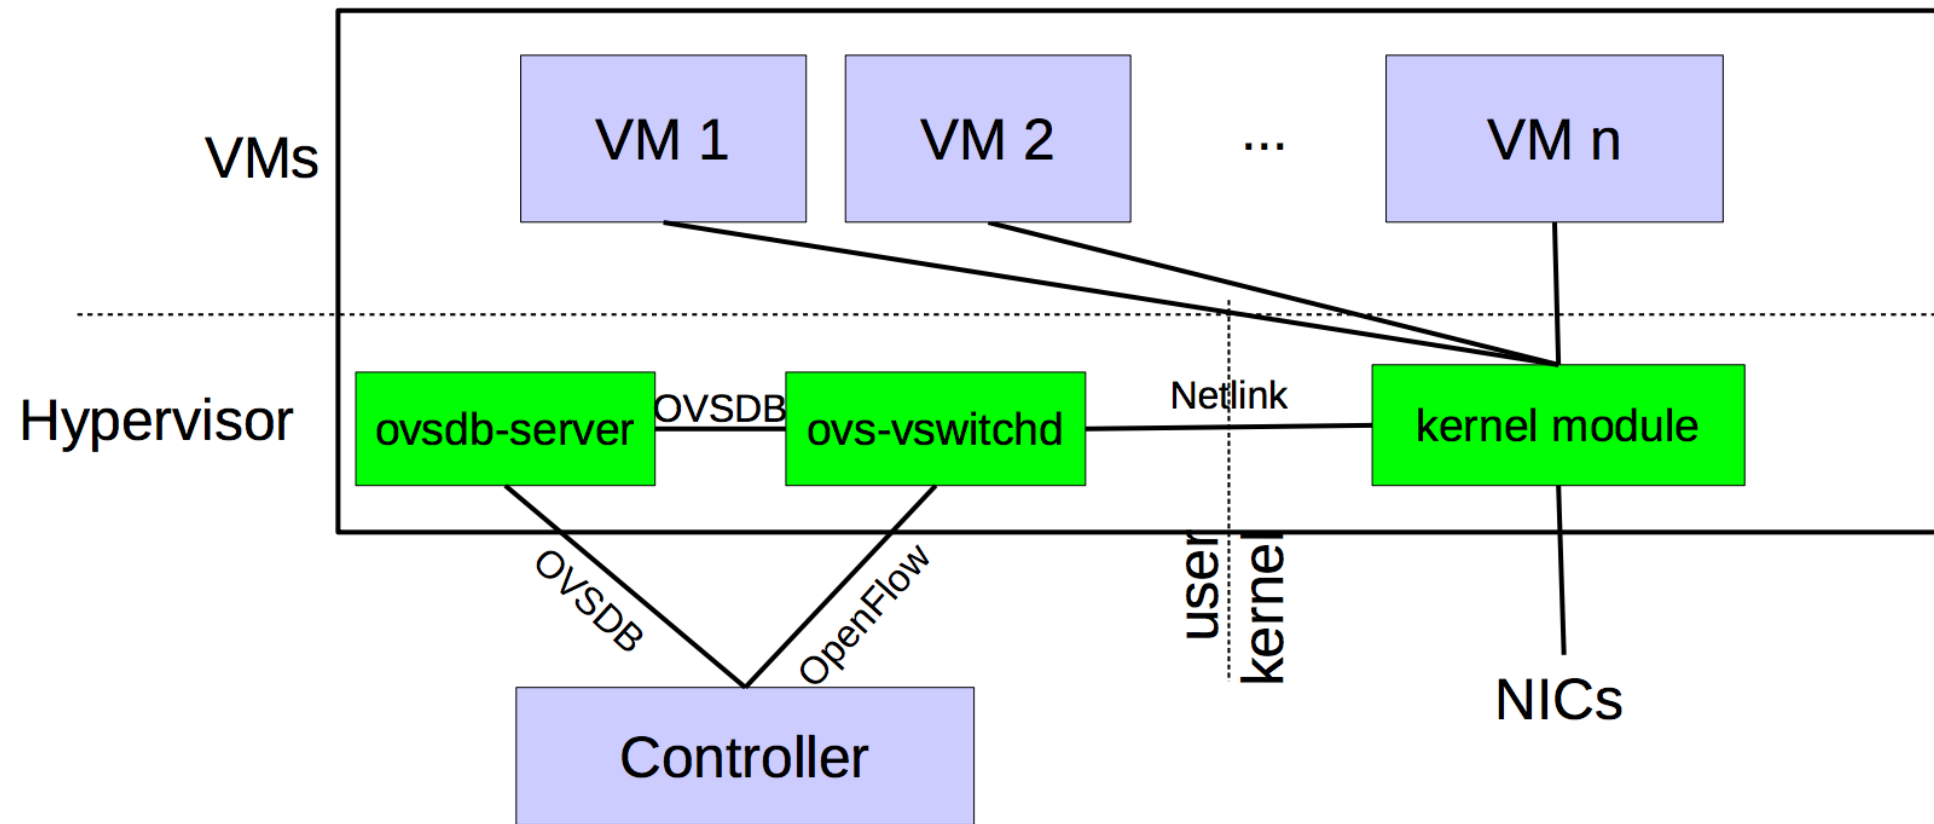 VMs
VM 1
VM 2
...
VM n
Hypervisor
ovsdb-server
OVSDB
ovs-vswitchd
Netlink
kernel module
OVSDB
OpenFlow
user
kernel
NICs
Controller